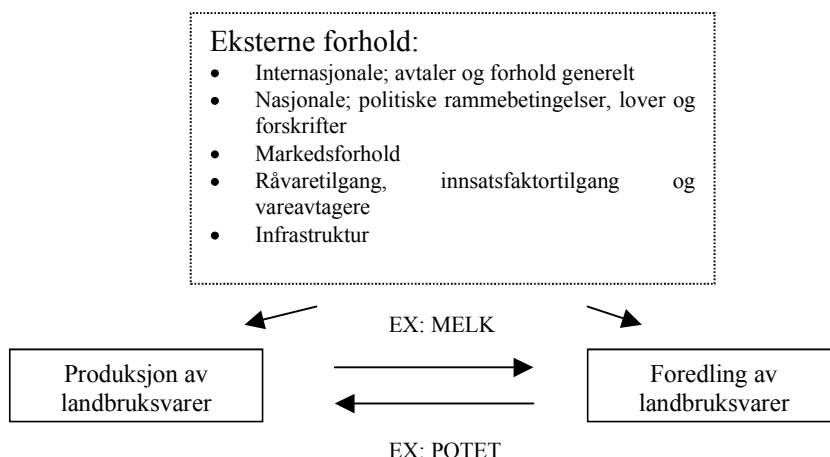 Eksterne forhold:
• Internasjonale; avtaler og forhold generelt
• Nasjonale; politiske rammebetingelser, lover og
forskrifter
• Markedsforhold
• Råvaretilgang, innsatsfaktortilgang og
vareavtagere
• Infrastruktur
EX: MELK
Produksjon av
landbruksvarer
Foredling av
landbruksvarer
EX: POTET